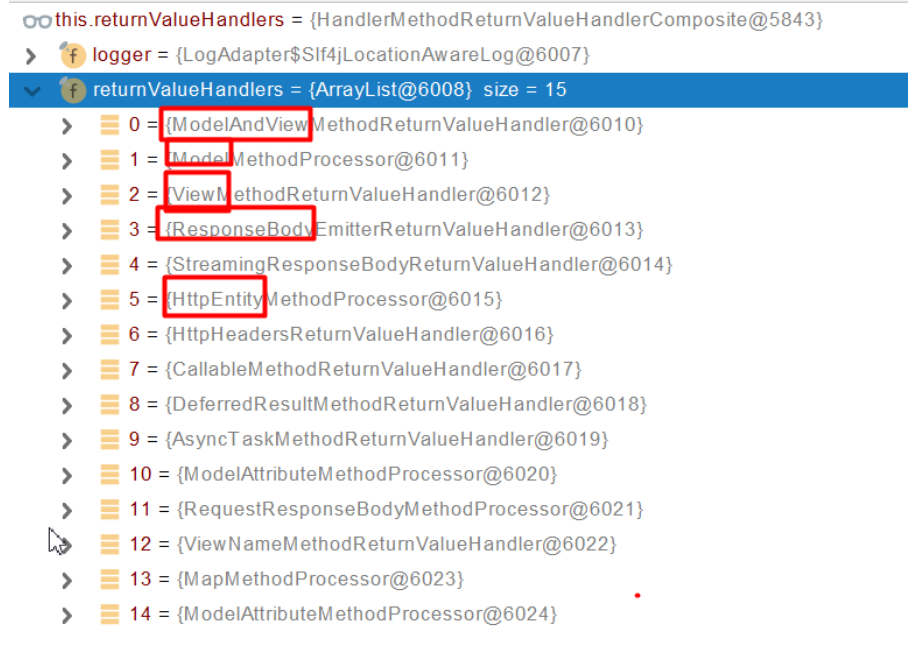 this.returnValueHandlers = {HandlerMethodReturnValueHandlerComposite@5843}
f logger = {LogAdapter$Slf4jLocationAwareLog@6007}
f returnValueHandlers = {ArrayList@6008} size = 15
0 = {ModelAndViewMethodReturnValueHandler@6010}
1 = {ModelMethodProcessor@6011}
2 = {ViewMethodReturnValueHandler@6012}
3 = {ResponseBodyEmitterReturnValueHandler@6013}
4 = {StreamingResponseBodyReturnValueHandler@6014}
5 = {HttpEntityMethodProcessor@6015}
6 = {HttpHeadersReturnValueHandler@6016}
7 = {CallableMethodReturnValueHandler@6017}
8 = {DeferredResultMethodReturnValueHandler@6018}
9 = {AsyncTaskMethodReturnValueHandler@6019}
10 = {ModelAttributeMethodProcessor@6020}
11 = {RequestResponseBodyMethodProcessor@6021}
12 = {ViewNameMethodReturnValueHandler@6022}
13 = {MapMethodProcessor@6023}
14 = {ModelAttributeMethodProcessor@6024}